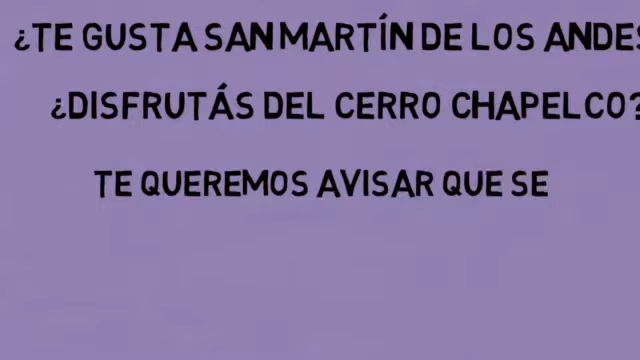 ¿TE GUSTA SAN MARTÍN DE LOS ANDES
¿DISFRUTÁS DEL CERRO CHAPELCO?
TE QUEREMOS AVISAR QUE SE